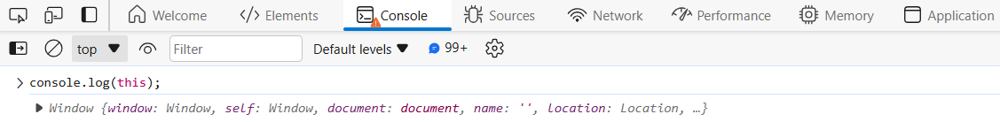 Welcome </> Elements Console Sources Network Performance Memory Application
top ▼ Filter Default levels ▼ 99+
> console.log(this);
▶ Window {window: Window, self: Window, document: document, name: '', location: Location, …}